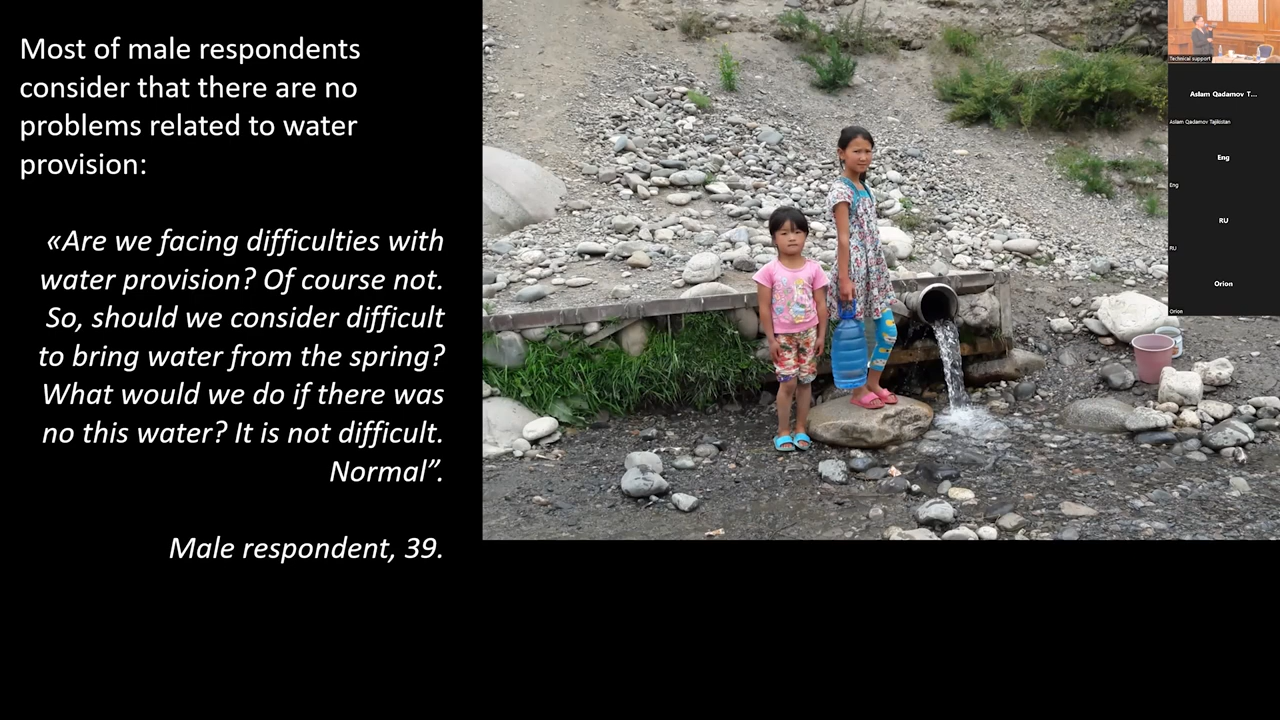 Most of male respondents
consider that there are no
problems related to water
provision:
«Are we facing difficulties with
water provision? Of course not.
So, should we consider difficult
to bring water from the spring?
What would we do if there was
no this water? It is not difficult.
Normal”.
Male respondent, 39.
Technical support
Aslam Qadamov T...
Aslam Qadamov Tajikistan
Eng
Eng
RU
RU
Orion
Orion